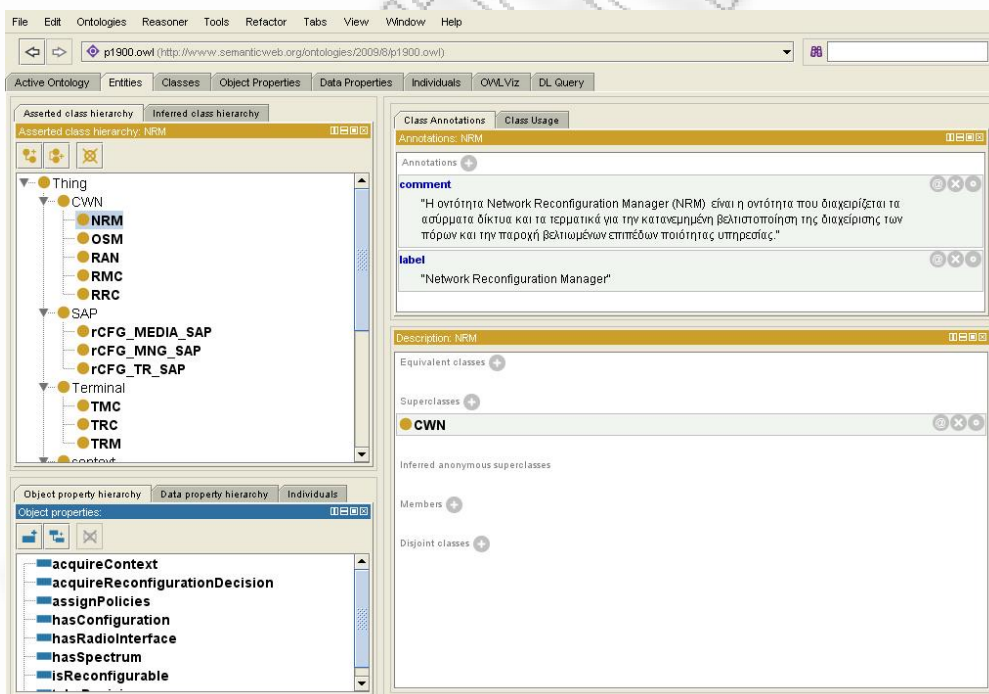 File Edit Ontologies Reasoner Tools Refactor Tabs View Window Help
p1900.owl (http://www.semanticweb.org/ontologies/2009/8/p1900.owl)
Active Ontology Entities Classes Object Properties Data Properties Individuals OWLViz DL Query
Asserted class hierarchy Inferred class hierarchy
Asserted class hierarchy: NRM
Thing
CWN
NRM
OSM
RAN
RMC
RRC
SAP
rCFG_MEDIA_SAP
rCFG_MNG_SAP
rCFG_TR_SAP
Terminal
TMC
TRC
TRM
context
Object property hierarchy Data property hierarchy Individuals
Object properties:
acquireContext
acquireReconfigurationDecision
assignPolicies
hasConfiguration
hasRadioInterface
hasSpectrum
isReconfigurable
Class Annotations Class Usage
Annotations: NRM
Annotations
comment
"Η οντότητα Network Reconfiguration Manager (NRM) είναι η οντότητα που διαχειρίζεται τα
ασύρματα δίκτυα και τα τερματικά για την κατανεμημένη βελτιστοποίηση της διαχείρισης των
πόρων και την παροχή βελτιωμένων επιπέδων ποιότητας υπηρεσίας."
label
"Network Reconfiguration Manager"
Description: NRM
Equivalent classes
Superclasses
CWN
Inferred anonymous superclasses
Members
Disjoint classes